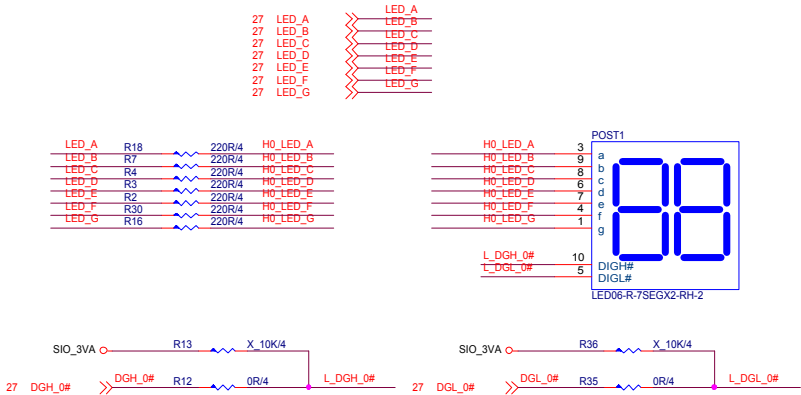 27 LED_A LED_A
27 LED_B LED_B
27 LED_C LED_C
27 LED_D LED_D
27 LED_E LED_E
27 LED_F LED_F
27 LED_G LED_G
POST1
LED_A R18 220R/4 H0_LED_A H0_LED_A 3 a
LED_B R7 220R/4 H0_LED_B H0_LED_B 9 b
LED_C R4 220R/4 H0_LED_C H0_LED_C 8 c
LED_D R3 220R/4 H0_LED_D H0_LED_D 6 d
LED_E R2 220R/4 H0_LED_E H0_LED_E 7 e
LED_F R30 220R/4 H0_LED_F H0_LED_F 4 f
LED_G R16 220R/4 H0_LED_G H0_LED_G 1 g
L_DGH_0# 10 DIGH#
L_DGL_0# 5 DIGL#
LED06-R-7SEGX2-RH-2
SIO_3VA R13 X_10K/4 SIO_3VA R36 X_10K/4
27 DGH_0# DGH_0# R12 0R/4 L_DGH_0# 27 DGL_0# DGL_0# R35 0R/4 L_DGL_0#